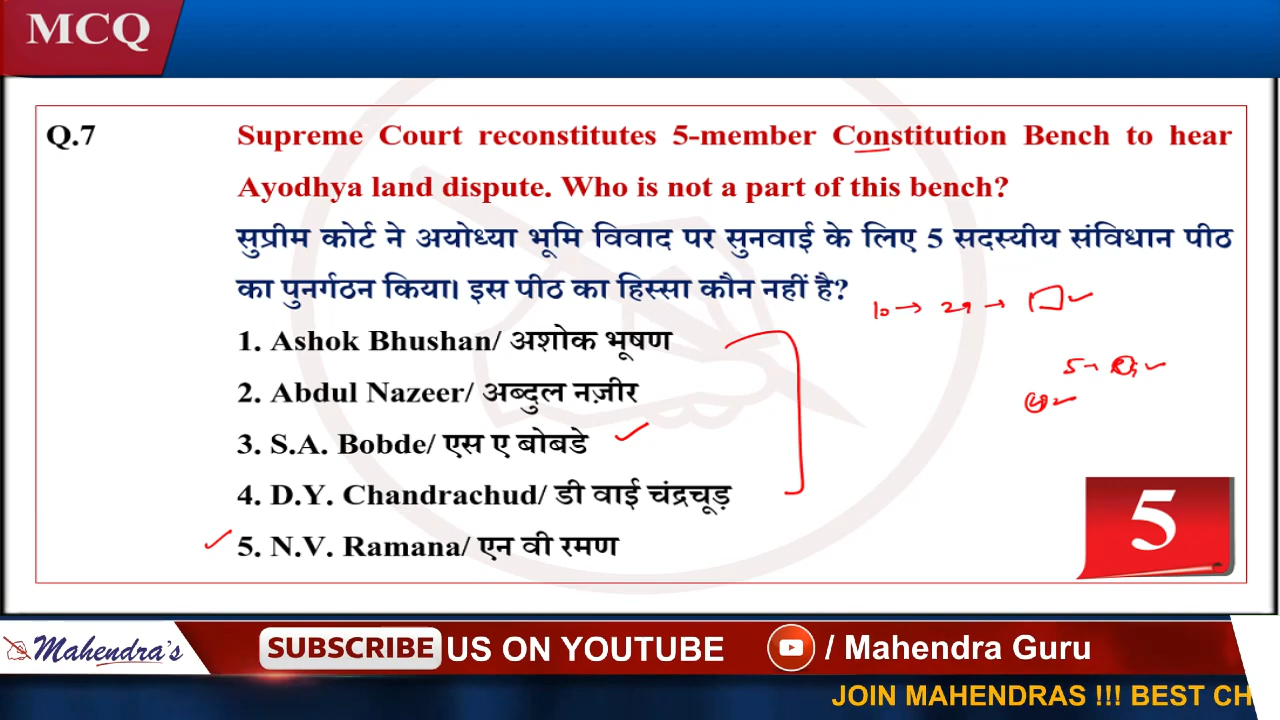 MCQ
Q.7 Supreme Court reconstitutes 5-member Constitution Bench to hear
Ayodhya land dispute. Who is not a part of this bench?
सुप्रीम कोर्ट ने अयोध्या भूमि विवाद पर सुनवाई के लिए 5 सदस्यीय संविधान पीठ
का पुनर्गठन किया। इस पीठ का हिस्सा कौन नहीं है?
10 → 29 →
1. Ashok Bhushan/ अशोक भूषण
2. Abdul Nazeer/ अब्दुल नज़ीर
3. S.A. Bobde/ एस ए बोबडे
4. D.Y. Chandrachud/ डी वाई चंद्रचूड़
5. N.V. Ramana/ एन वी रमण
5
Mahendra's
SUBSCRIBE US ON YOUTUBE / Mahendra Guru
JOIN MAHENDRAS !!! BEST CH